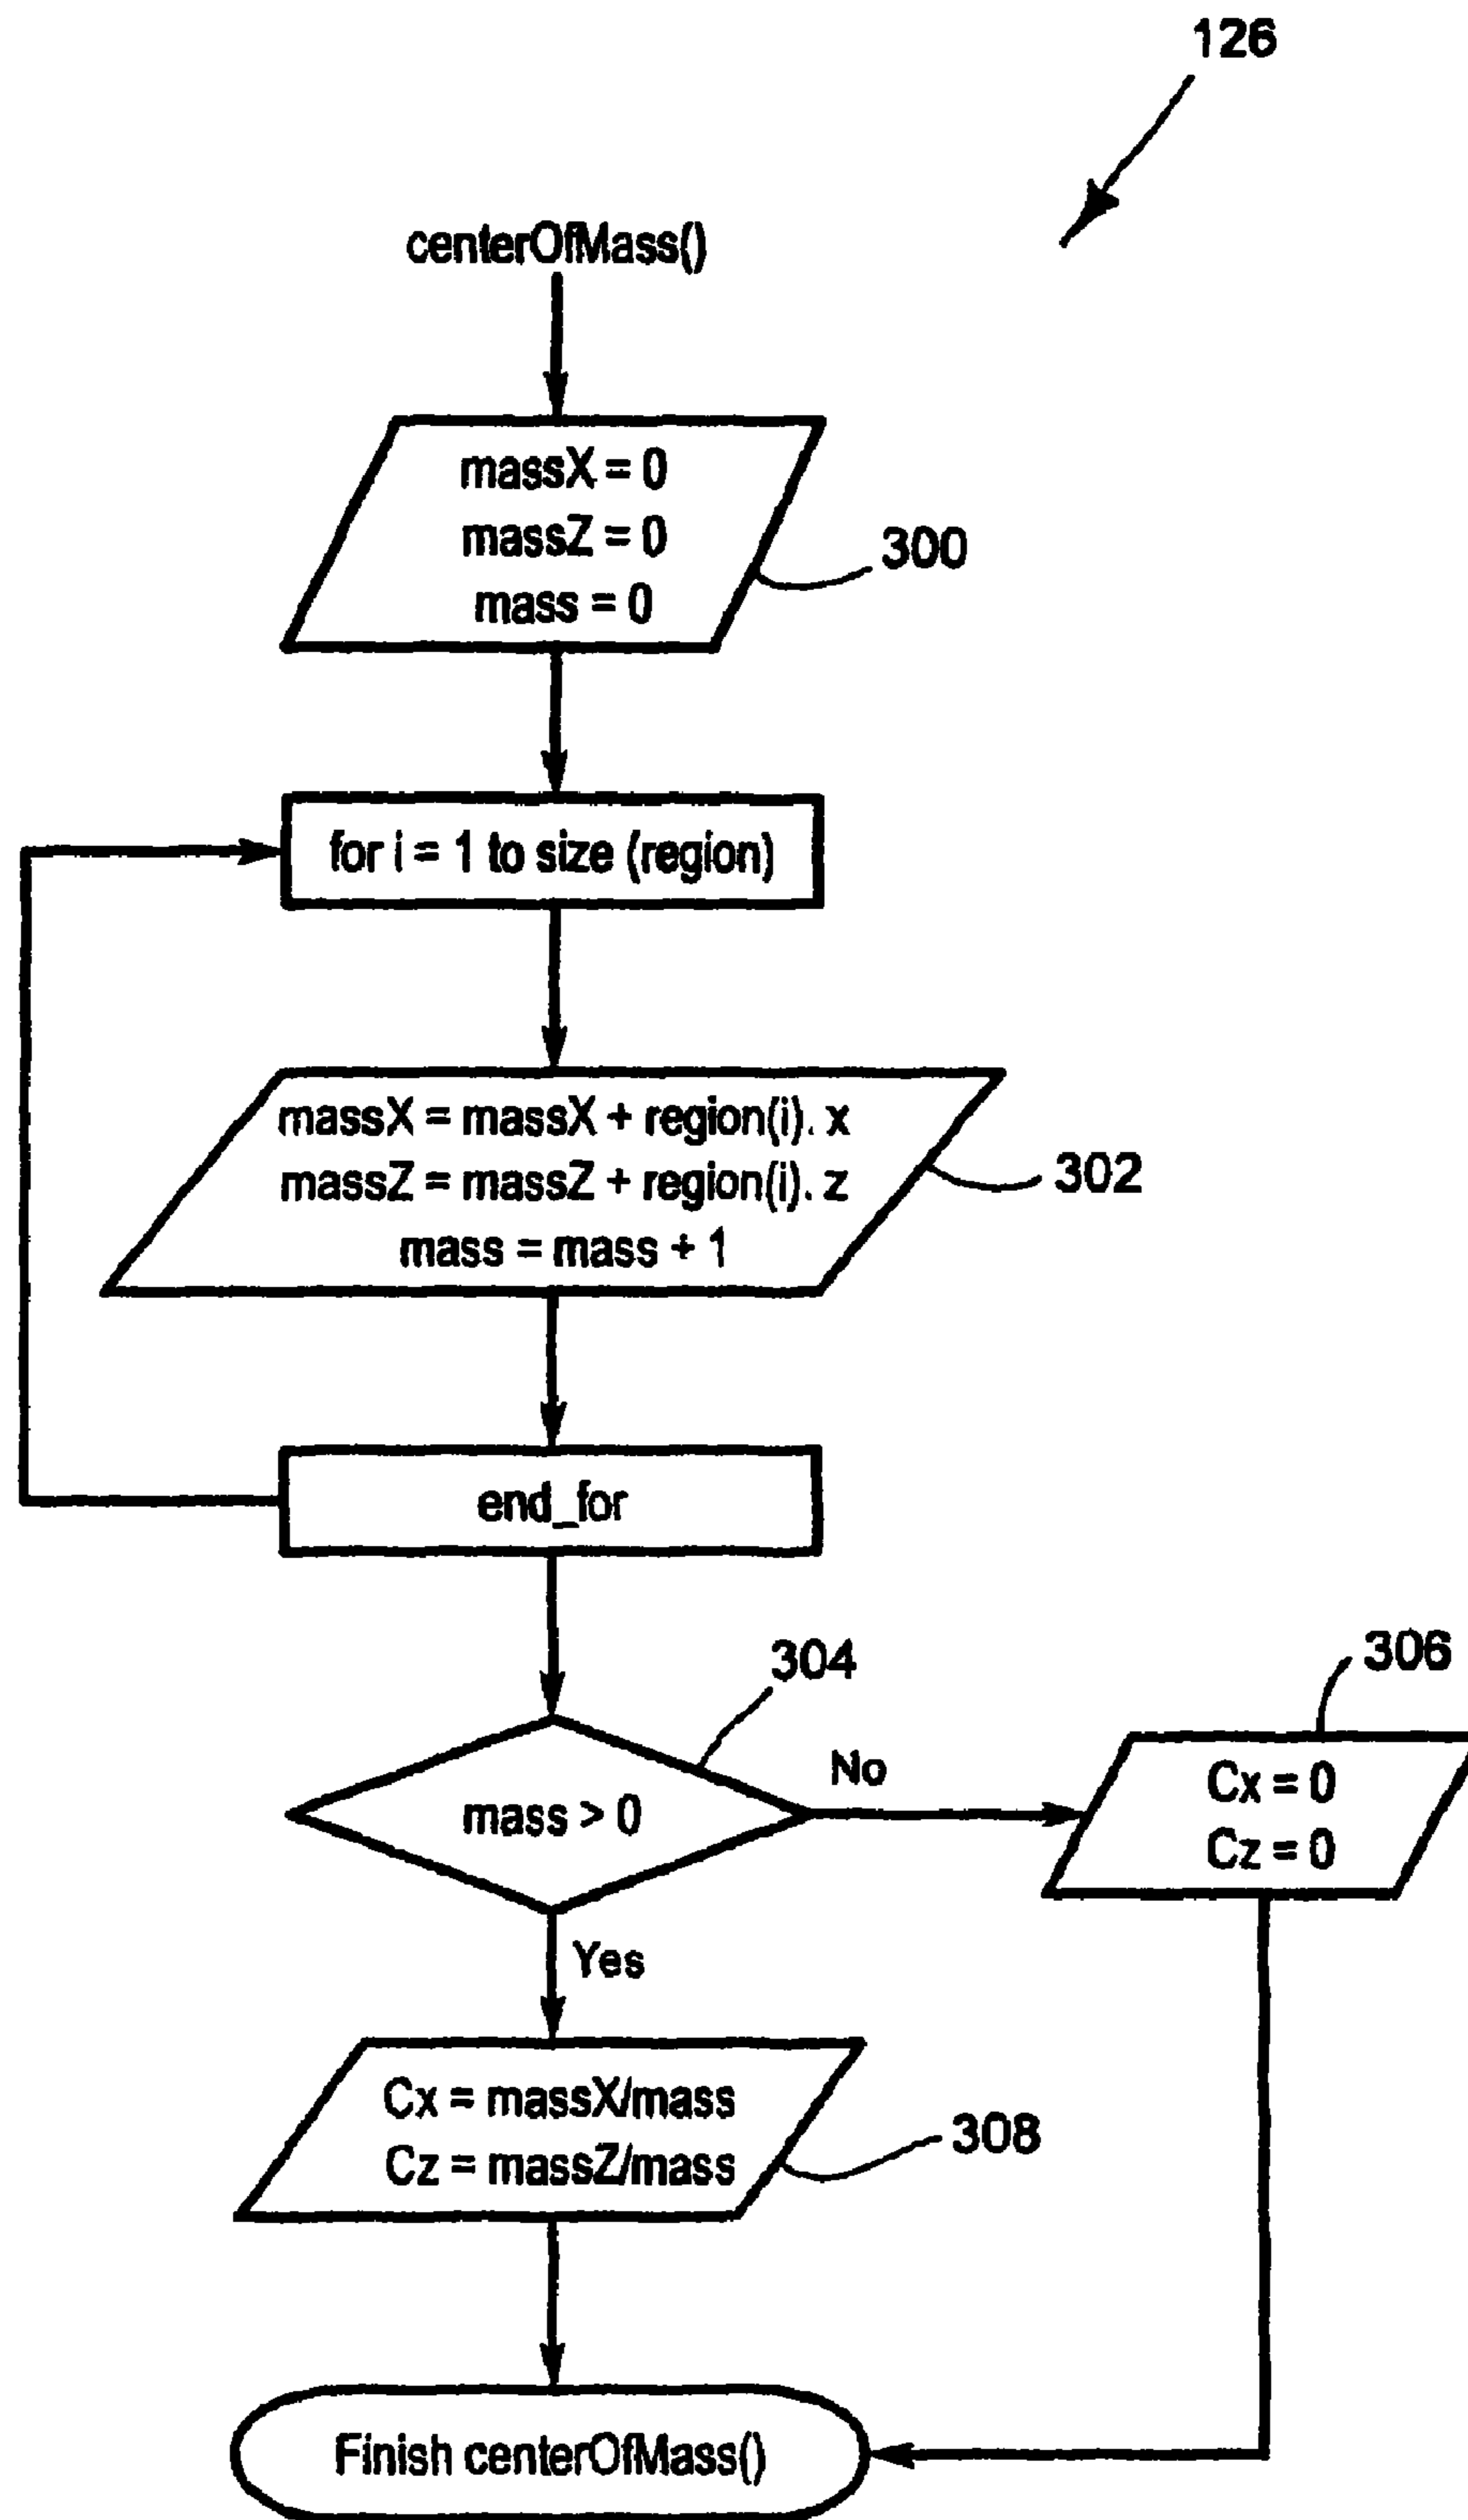 126
centerOfMass()
massX = 0
massZ = 0
mass = 0
300
for i = 1 to size (region)
massX = massX + region(i). x
massZ = massZ + region(i). z
mass = mass + 1
302
end_for
304
306
mass > 0
No
Cx = 0
Cz = 0
Yes
Cx = massX/mass
Cz = massZ/mass
308
Finish centerOfMass()